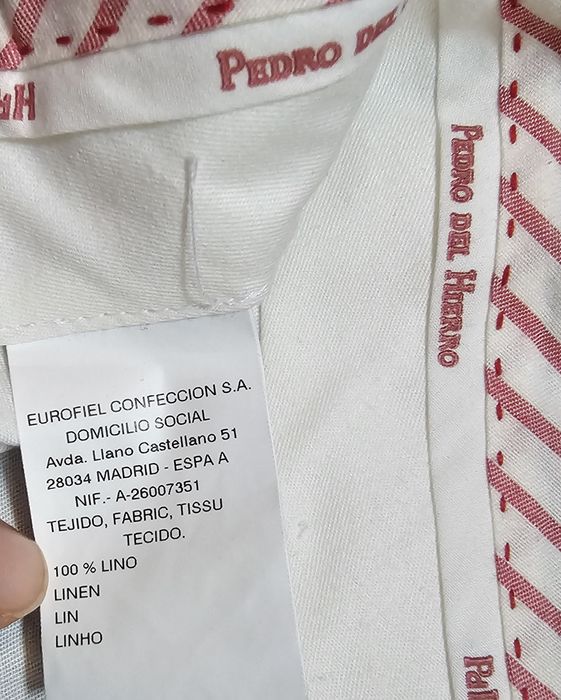 PEDRO DEL
PEDRO DEL HIERRO
EUROFIEL CONFECCION S.A.
DOMICILIO SOCIAL
Avda. Llano Castellano 51
28034 MADRID - ESPA A
NIF.- A-26007351
TEJIDO, FABRIC, TISSU
TECIDO.
100 % LINO
LINEN
LIN
LINHO